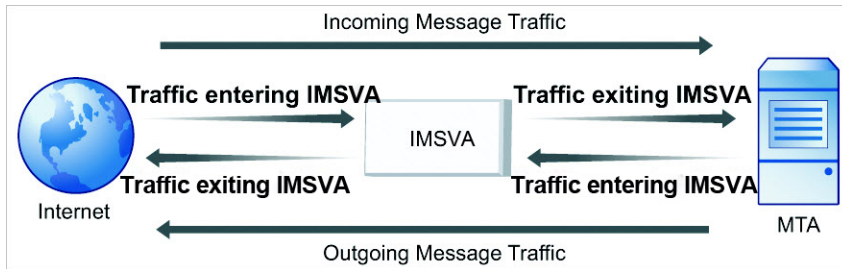 Incoming Message Traffic
Traffic entering IMSVA
Traffic exiting IMSVA
IMSVA
Traffic exiting IMSVA
Traffic entering IMSVA
Internet
MTA
Outgoing Message Traffic